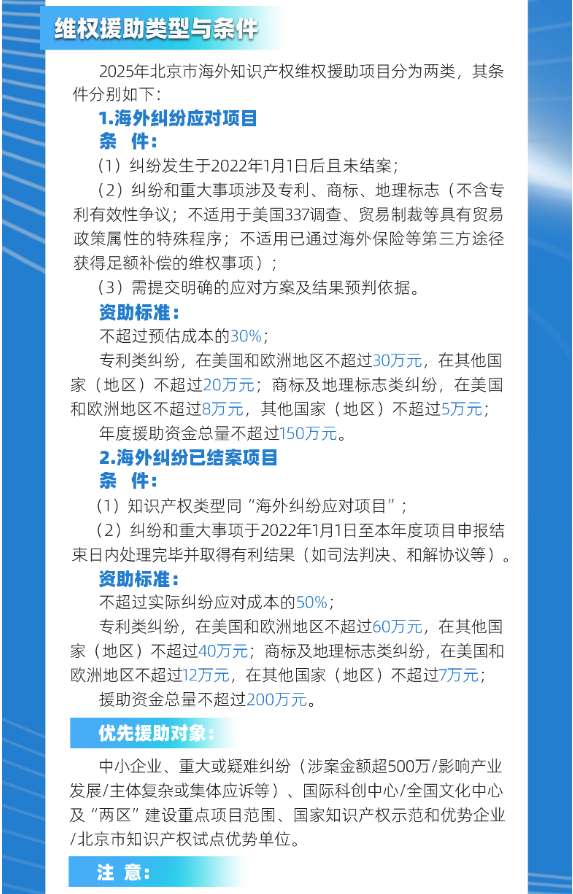 维权援助类型与条件
2025年北京市海外知识产权维权援助项目分为两类，其条
件分别如下：
1.海外纠纷应对项目
条 件：
（1）纠纷发生于2022年1月1日后且未结案；
（2）纠纷和重大事项涉及专利、商标、地理标志（不含专
利有效性争议；不适用于美国337调查、贸易制裁等具有贸易
政策属性的特殊程序；不适用已通过海外保险等第三方途径
获得足额补偿的维权事项）；
（3）需提交明确的应对方案及结果预判依据。
资助标准：
不超过预估成本的30%；
专利类纠纷，在美国和欧洲地区不超过30万元，在其他国
家（地区）不超过20万元；商标及地理标志类纠纷，在美国
和欧洲地区不超过8万元，其他国家（地区）不超过5万元；
年度援助资金总量不超过150万元。
2.海外纠纷已结案项目
条 件：
（1）知识产权类型同“海外纠纷应对项目”；
（2）纠纷和重大事项于2022年1月1日至本年度项目申报结
束日内处理完毕并取得有利结果（如司法判决、和解协议等）。
资助标准：
不超过实际纠纷应对成本的50%；
专利类纠纷，在美国和欧洲地区不超过60万元，在其他国
家（地区）不超过40万元；商标及地理标志类纠纷，在美国和
欧洲地区不超过12万元，在其他国家（地区）不超过7万元；
援助资金总量不超过200万元。
优先援助对象：
中小企业、重大或疑难纠纷（涉案金额超500万/影响产业
发展/主体复杂或集体应诉等）、国际科创中心/全国文化中心
及“两区”建设重点项目范围、国家知识产权示范和优势企业
/北京市知识产权试点优势单位。
注 意：